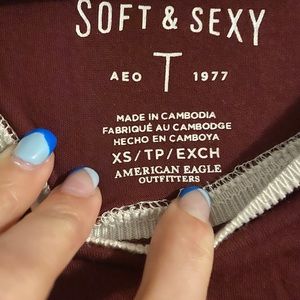 SOFT & SEXY
AEO T 1977
MADE IN CAMBODIA
FABRIQUÉ AU CAMBODGE
HECHO EN CAMBOYA
XS/TP/EXCH
AMERICAN EAGLE
OUTFITTERS